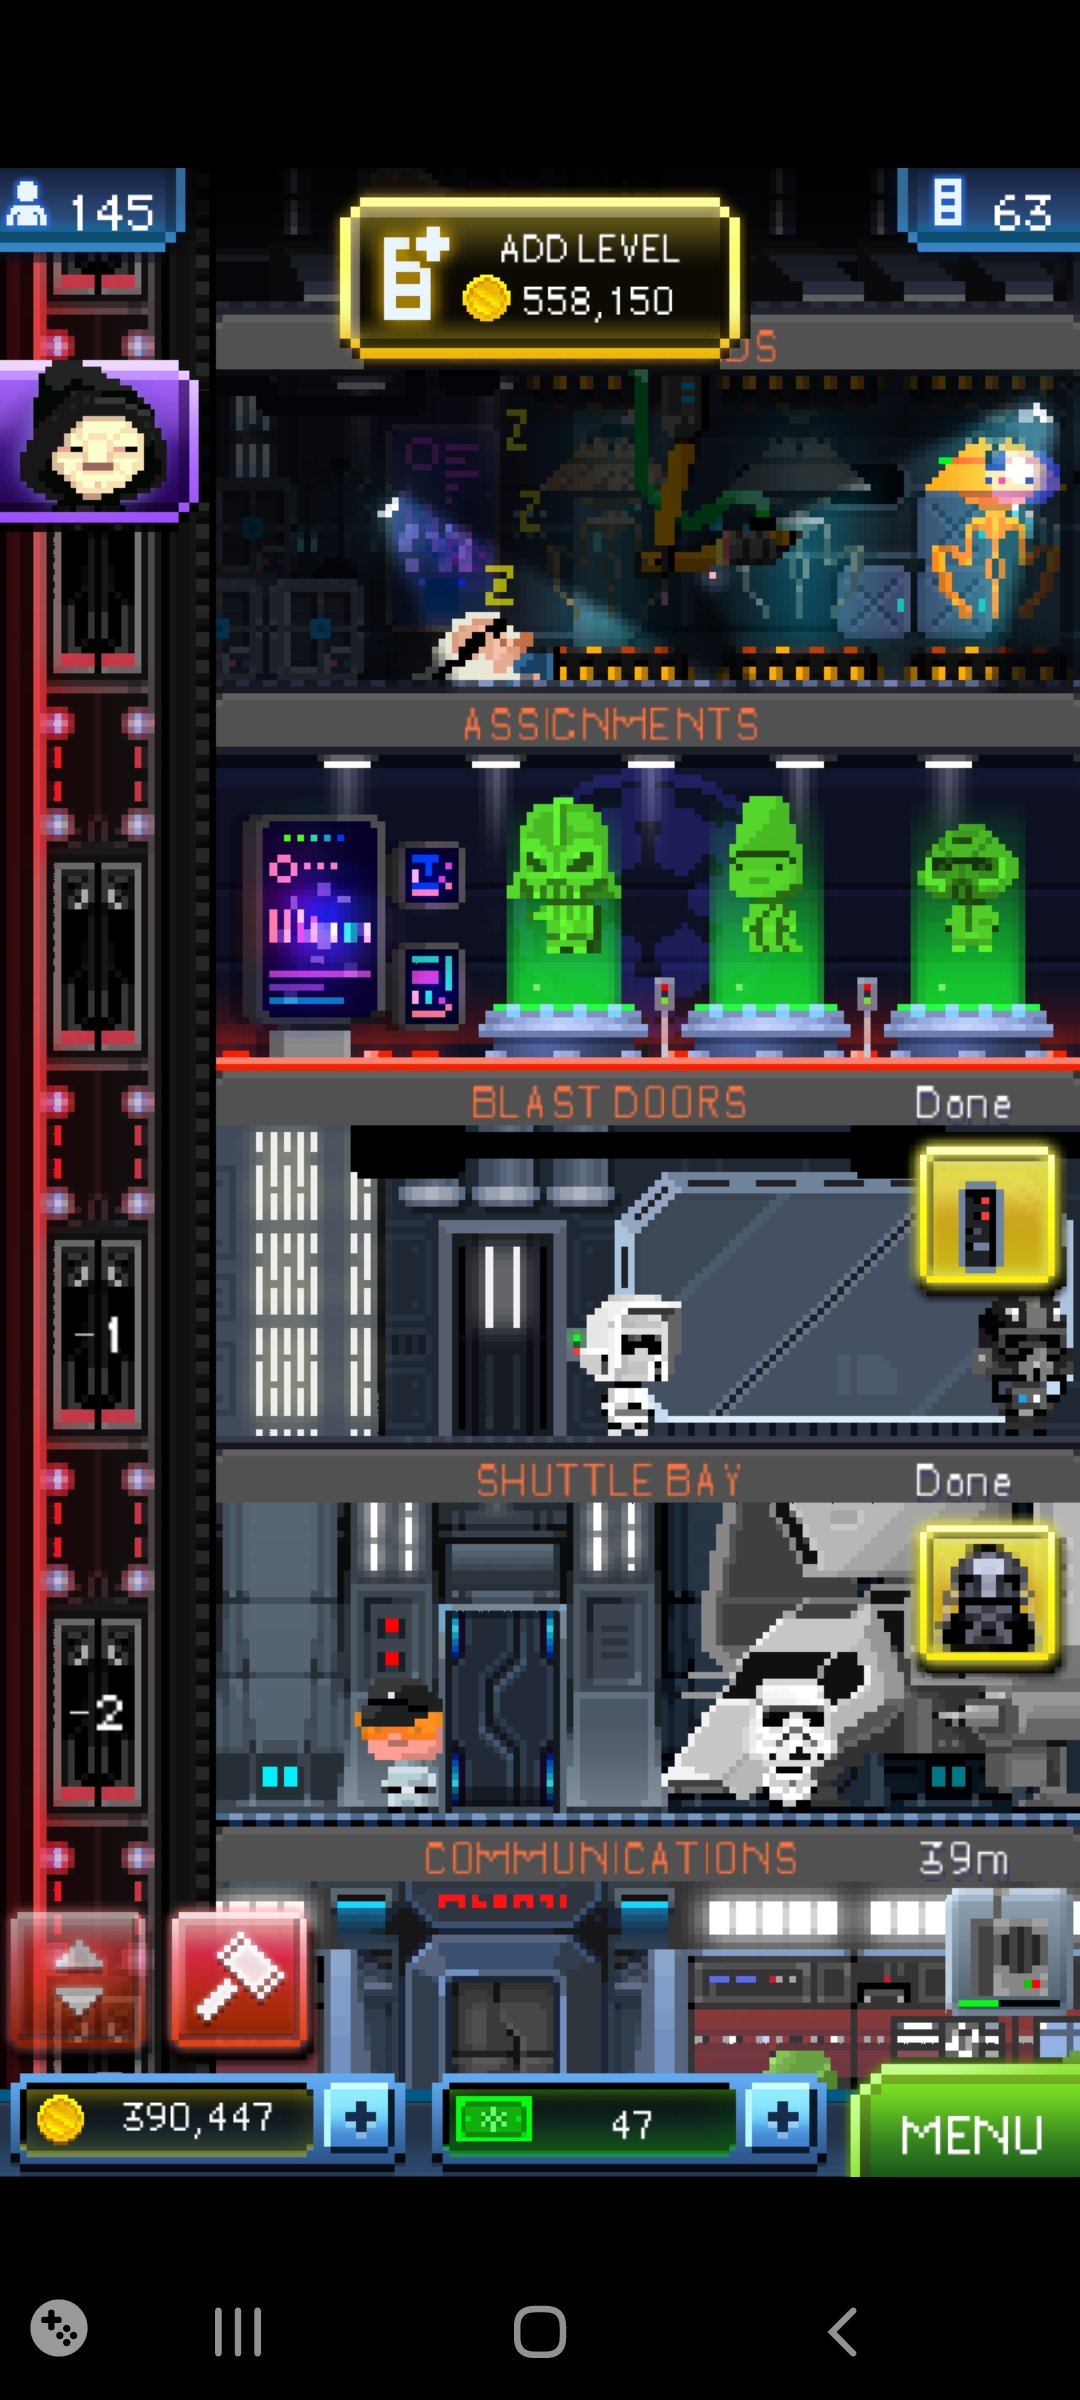 145
ADD LEVEL
558,150
63
DS
Z
Z
Z
ASSIGNMENTS
BLAST DOORS Done
-1
SHUTTLE BAY Done
-2
COMMUNICATIONS 39m
390,447
47
MENU